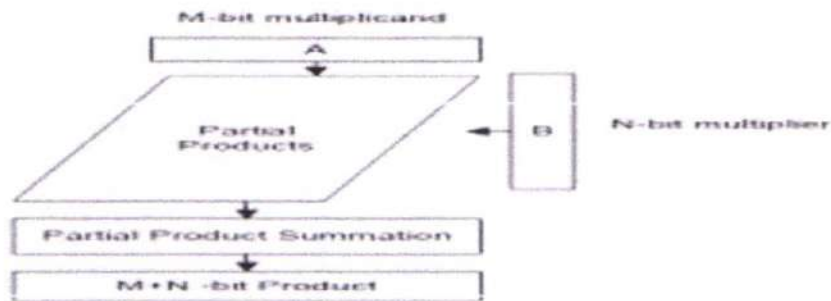 M-bit multiplicand
A
Partial
Products
B
N-bit multiplier
Partial Product Summation
M+N -bit Product